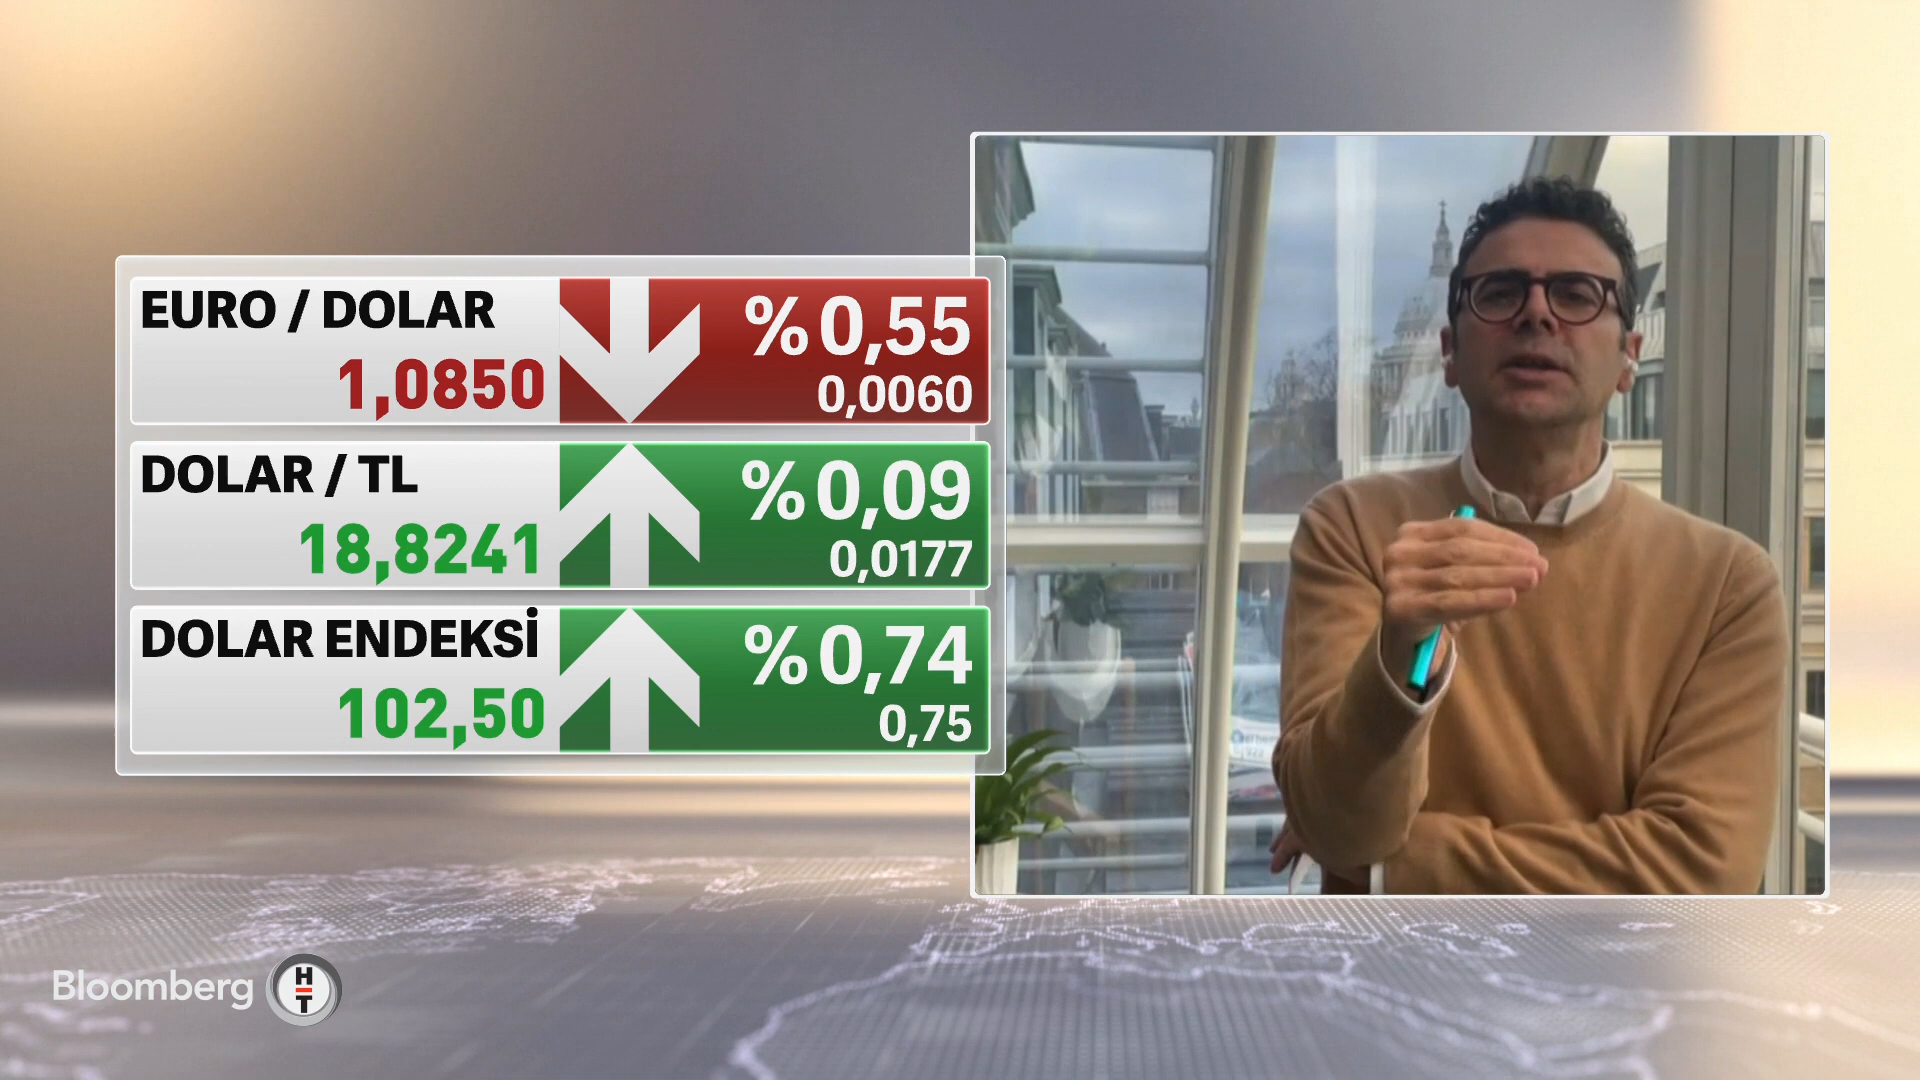 EURO / DOLAR
1,0850
%0,55
0,0060
DOLAR / TL
18,8241
%0,09
0,0177
DOLAR ENDEKSİ
102,50
%0,74
0,75
Bloomberg HT